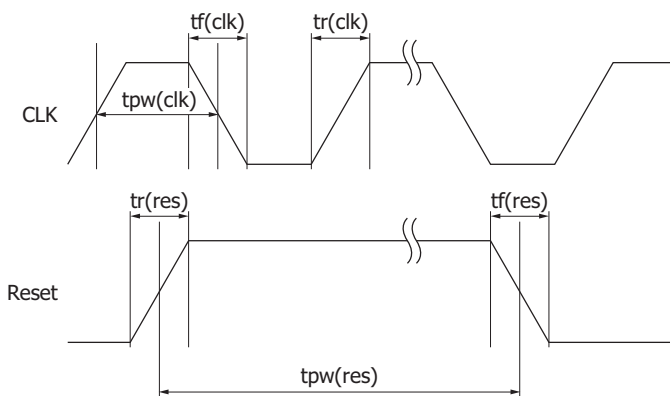 tf(clk)
tr(clk)
CLK
tpw(clk)
tr(res)
tf(res)
Reset
tpw(res)